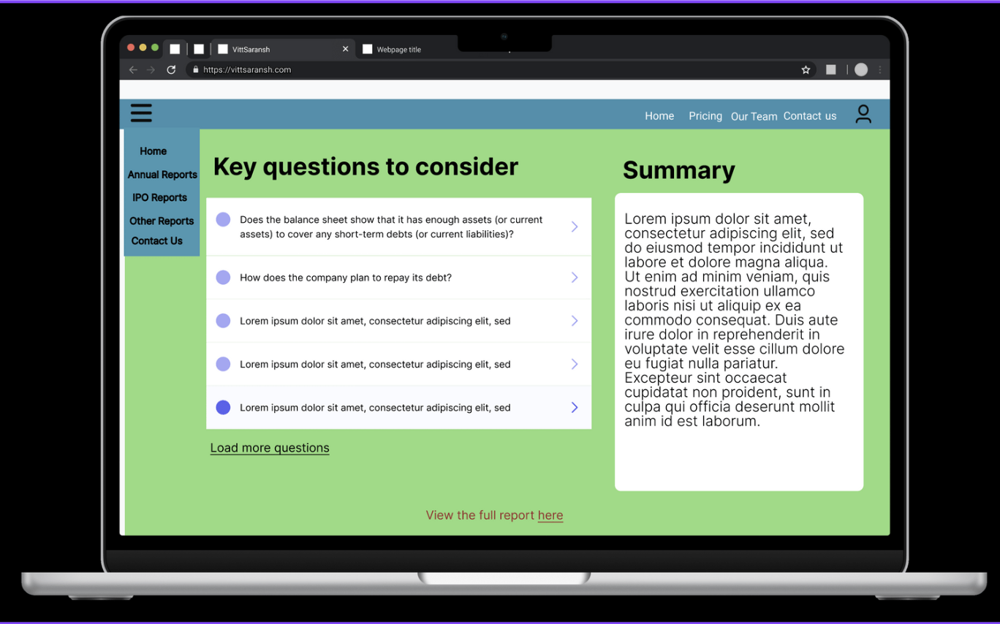 VittSaransh
Webpage title
https://vittsaransh.com
Home Pricing Our Team Contact us
Home
Annual Reports
IPO Reports
Other Reports
Contact Us
Key questions to consider
Does the balance sheet show that it has enough assets (or current
assets) to cover any short-term debts (or current liabilities)?
How does the company plan to repay its debt?
Lorem ipsum dolor sit amet, consectetur adipiscing elit, sed
Lorem ipsum dolor sit amet, consectetur adipiscing elit, sed
Lorem ipsum dolor sit amet, consectetur adipiscing elit, sed
Load more questions
Summary
Lorem ipsum dolor sit amet,
consectetur adipiscing elit, sed
do eiusmod tempor incididunt ut
labore et dolore magna aliqua.
Ut enim ad minim veniam, quis
nostrud exercitation ullamco
laboris nisi ut aliquip ex ea
commodo consequat. Duis aute
irure dolor in reprehenderit in
voluptate velit esse cillum dolore
eu fugiat nulla pariatur.
Excepteur sint occaecat
cupidatat non proident, sunt in
culpa qui officia deserunt mollit
anim id est laborum.
View the full report here